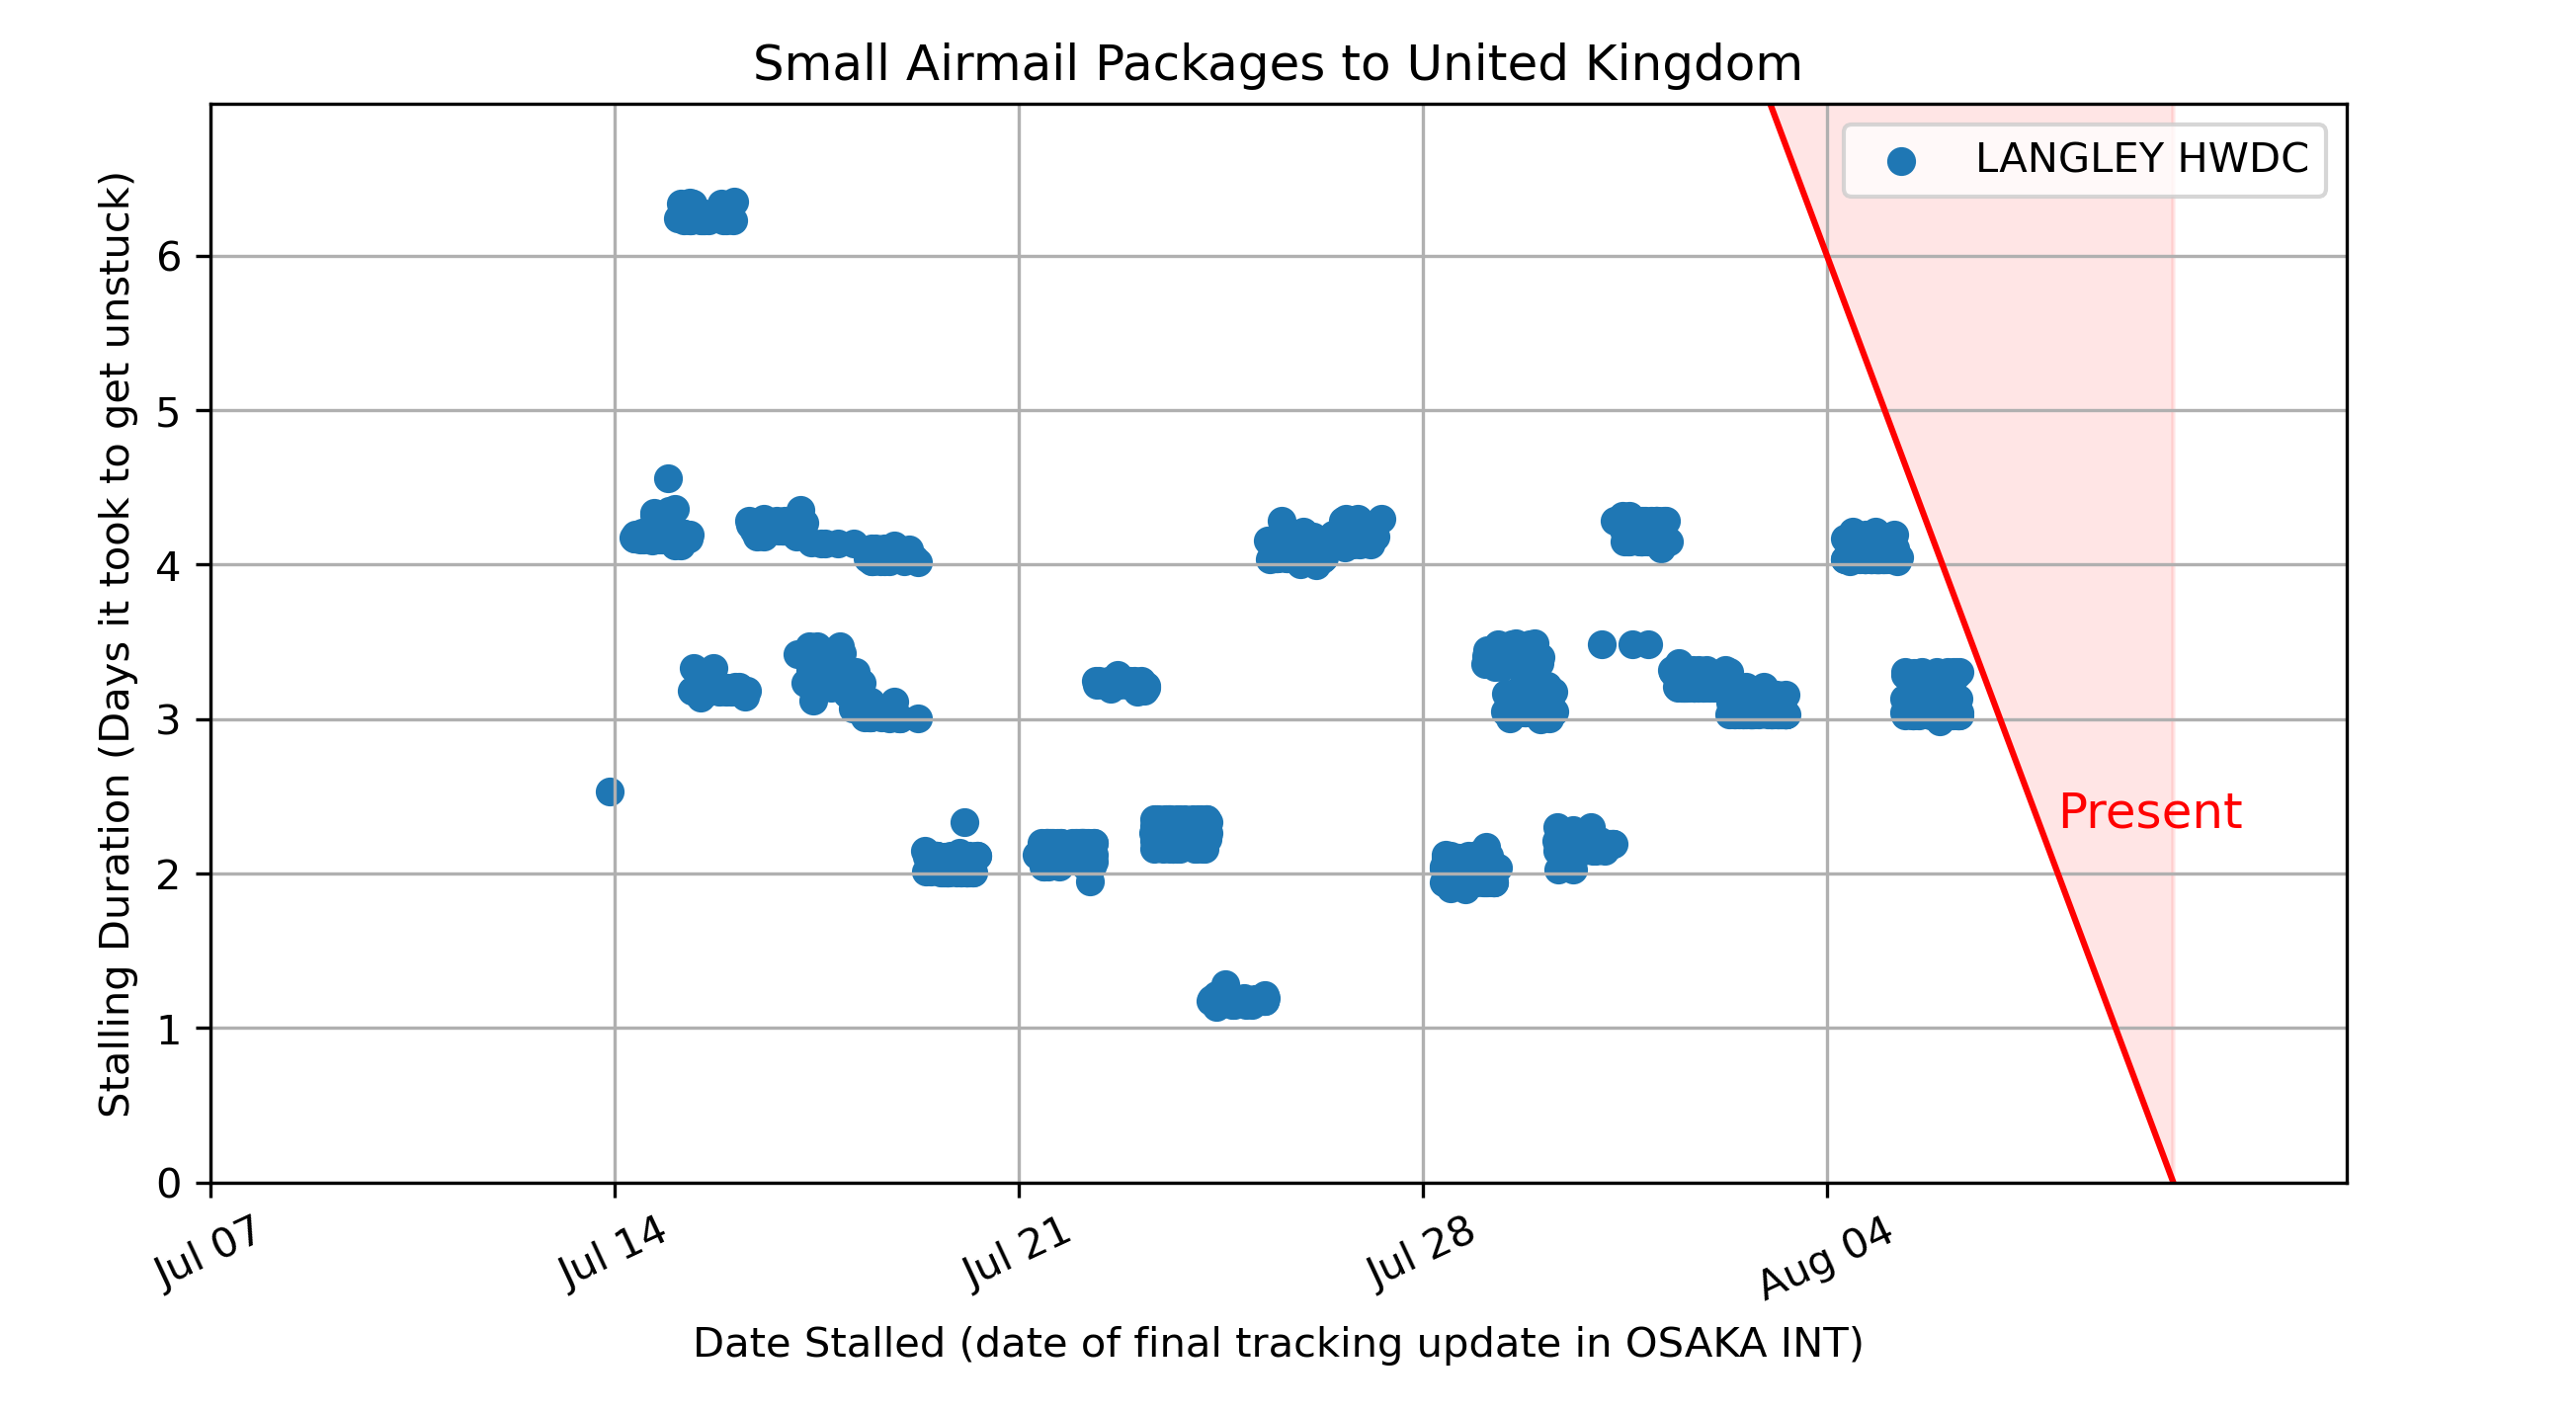 Small Airmail Packages to United Kingdom
LANGLEY HWDC
Stalling Duration (Days it took to get unstuck)
6
5
4
3
2
1
0
Present
Jul 07
Jul 14
Jul 21
Jul 28
Aug 04
Date Stalled (date of final tracking update in OSAKA INT)